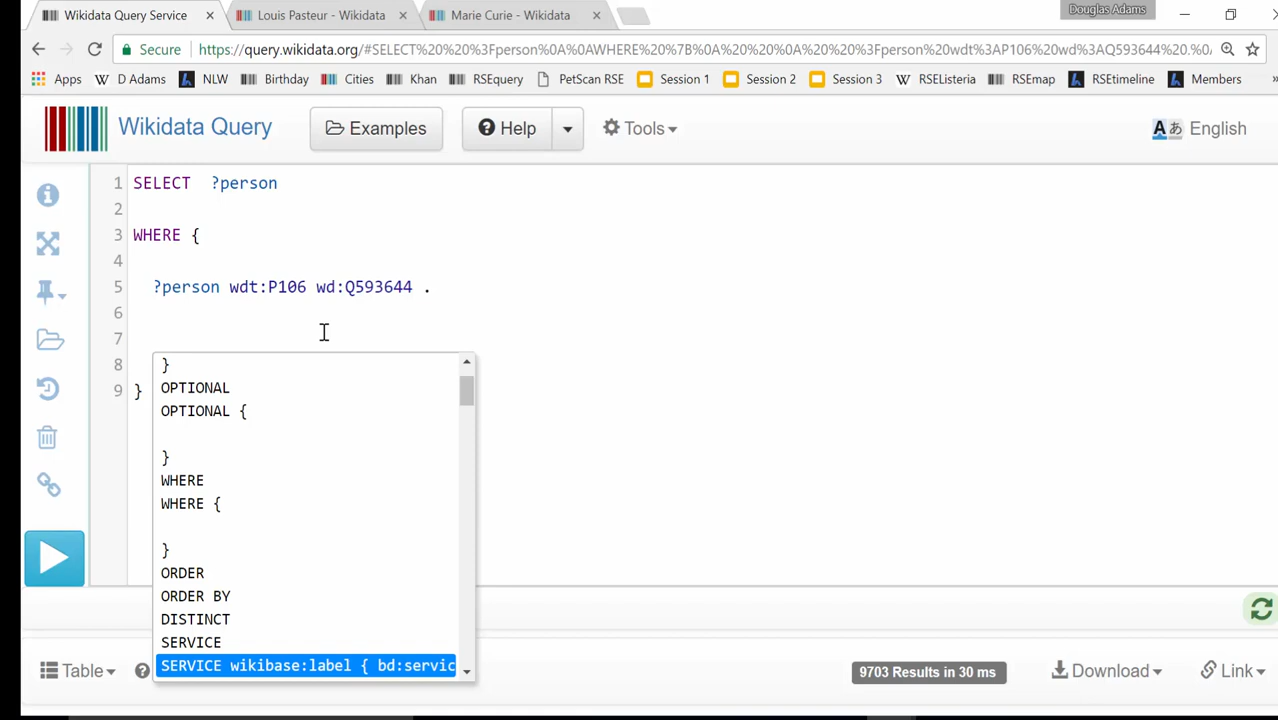 Wikidata Query Service
Louis Pasteur - Wikidata
Marie Curie - Wikidata
Douglas Adams
Secure https://query.wikidata.org/#SELECT%20%20%3Fperson%0A%0AWHERE%20%7B%0A%20%20%0A%20%20%3Fperson%20wdt%3AP106%20wd%3AQ593644%20.%0/
Apps D Adams NLW Birthday Cities Khan RSEquery PetScan RSE Session 1 Session 2 Session 3 RSEListeria RSEmap RSEtimeline Members »
Wikidata Query Examples Help Tools English
1 SELECT ?person
2
3 WHERE {
4
5 ?person wdt:P106 wd:Q593644 .
6
7
8
9 }
}
OPTIONAL
OPTIONAL {
}
WHERE
WHERE {
}
ORDER
ORDER BY
DISTINCT
SERVICE
SERVICE wikibase:label { bd:servic
Table 9703 Results in 30 ms Download Link